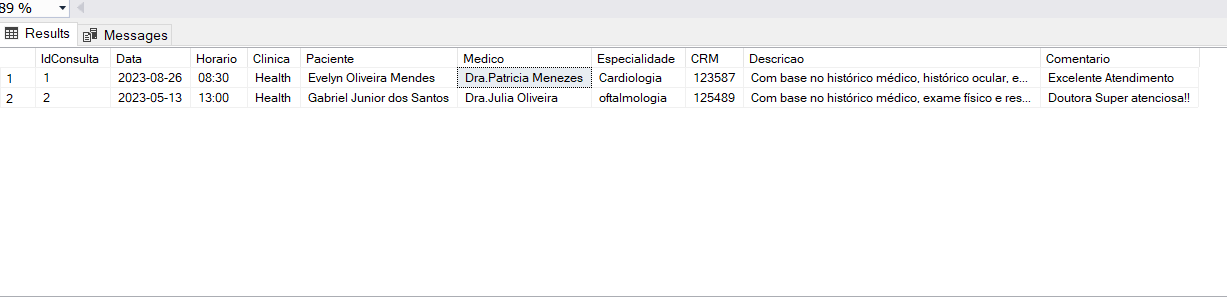 89 %
Results Messages
IdConsulta Data Horario Clinica Paciente Medico Especialidade CRM Descricao Comentario
1 1 2023-08-26 08:30 Health Evelyn Oliveira Mendes Dra.Patricia Menezes Cardiologia 123587 Com base no histórico médico, histórico ocular, e... Excelente Atendimento
2 2 2023-05-13 13:00 Health Gabriel Junior dos Santos Dra.Julia Oliveira oftalmologia 125489 Com base no histórico médico, exame físico e res... Doutora Super atenciosa!!